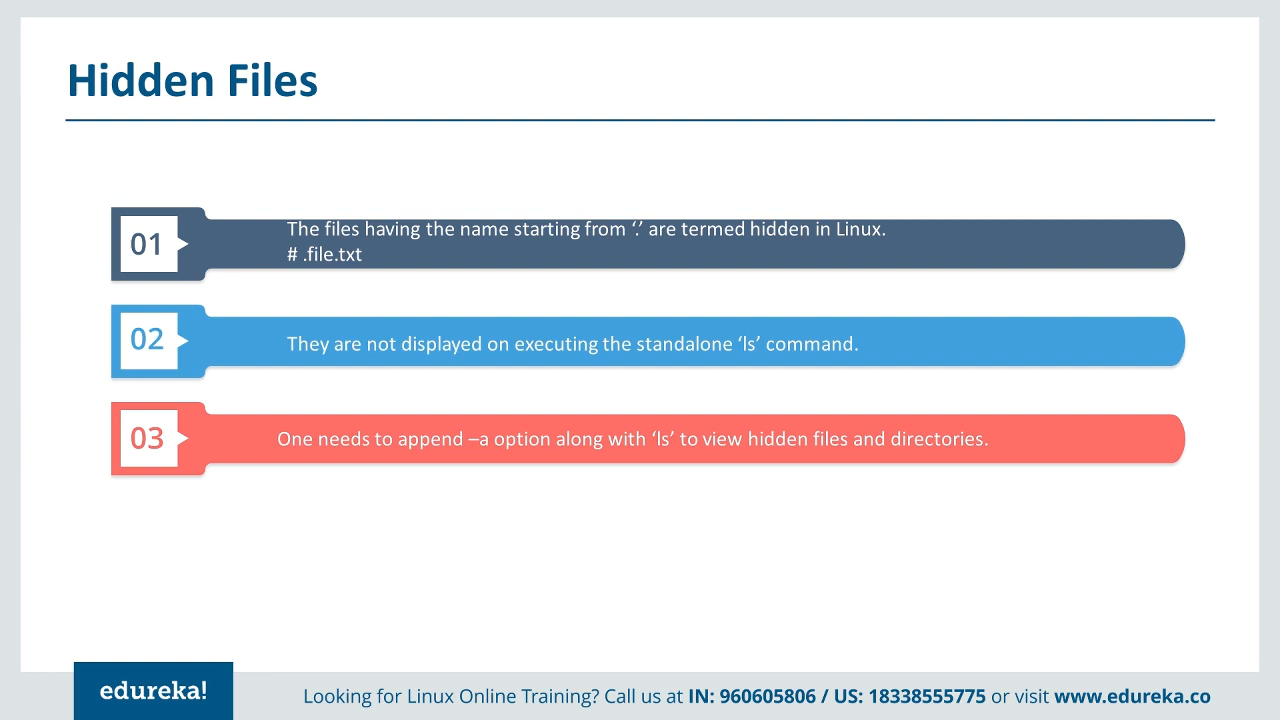 Hidden Files
01
The files having the name starting from ‘.’ are termed hidden in Linux.
# .file.txt
02
They are not displayed on executing the standalone ‘ls’ command.
03
One needs to append –a option along with ‘ls’ to view hidden files and directories.
edureka!
Looking for Linux Online Training? Call us at IN: 960605806 / US: 18338555775 or visit www.edureka.co